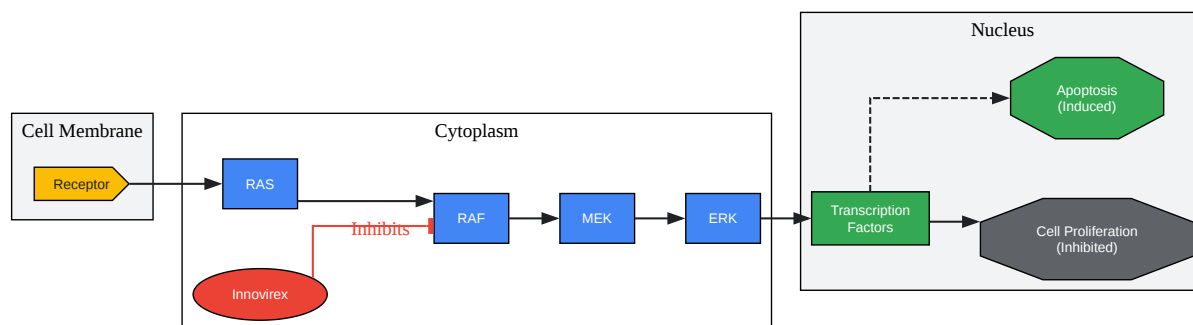 Nucleus
Apoptosis
(Induced)
Cell Membrane
Cytoplasm
Receptor
RAS
RAF
MEK
ERK
Inhibits
Innovirex
Transcription
Factors
Cell Proliferation
(Inhibited)